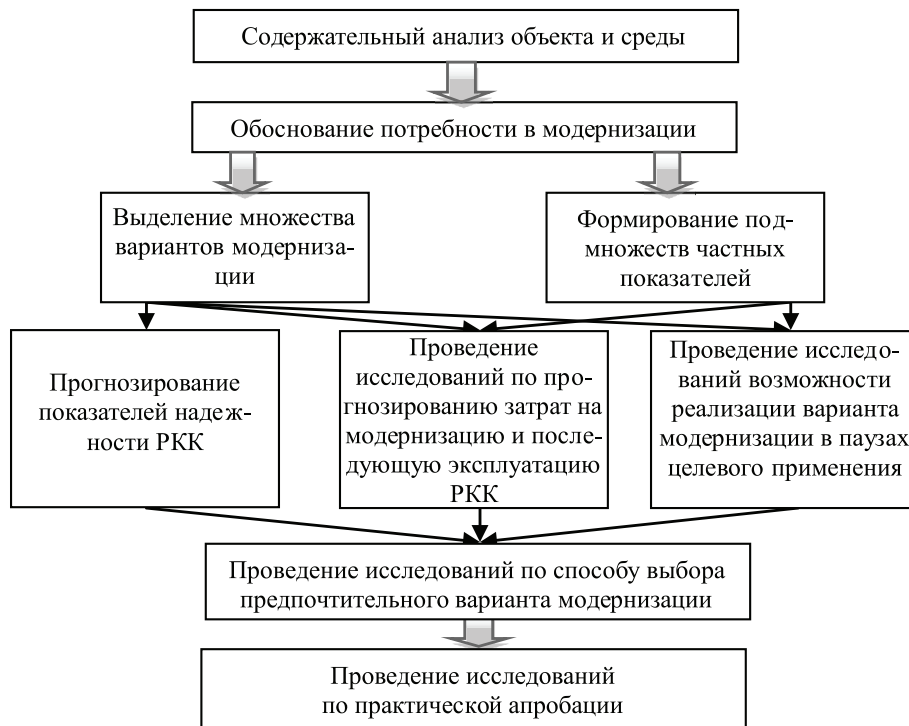 Содержательный анализ объекта и среды
Обоснование потребности в модернизации
Выделение множества
вариантов модерниза-
ции
Формирование под-
множеств частных
показателей
Прогнозирование
показателей надеж-
ности РКК
Проведение
исследований по про-
гнозированию затрат на
модернизацию и после-
дующую эксплуатацию
РКК
Проведение исследо-
ваний возможности
реализации варианта
модернизации в паузах
целевого применения
Проведение исследований по способу выбора
предпочтительного варианта модернизации
Проведение исследований
по практической апробации